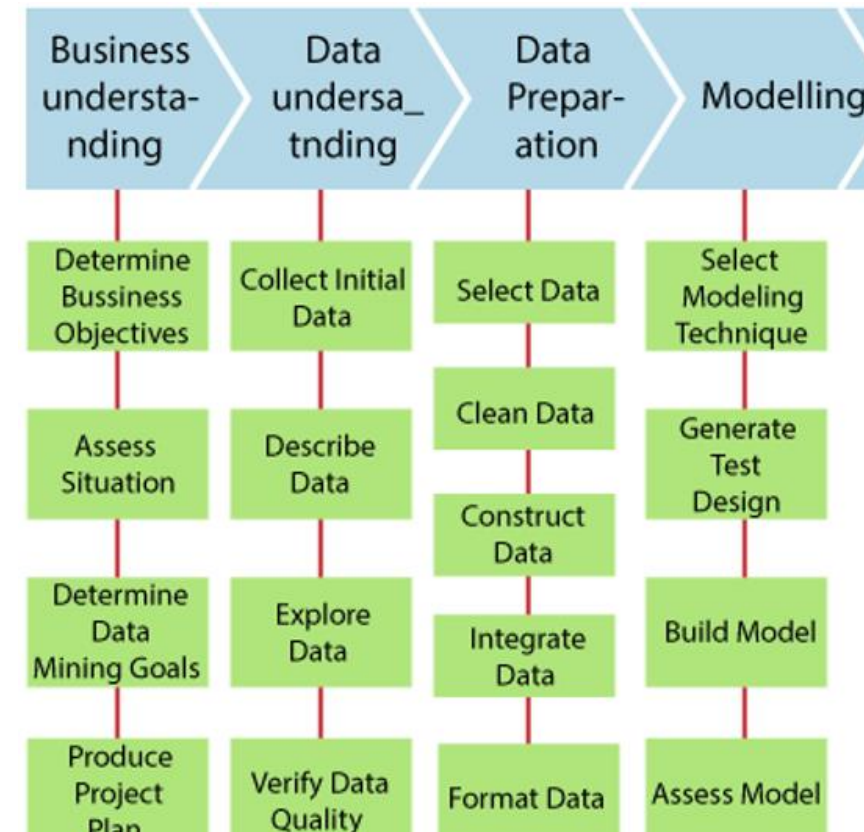 Business
understa-
nding
Data
undersa_
tnding
Data
Prepar-
ation
Modelling
Determine
Bussiness
Objectives
Assess
Situation
Determine
Data
Mining Goals
Produce
Project
Plan
Collect Initial
Data
Describe
Data
Explore
Data
Verify Data
Quality
Select Data
Clean Data
Construct
Data
Integrate
Data
Format Data
Select
Modeling
Technique
Generate
Test
Design
Build Model
Assess Model